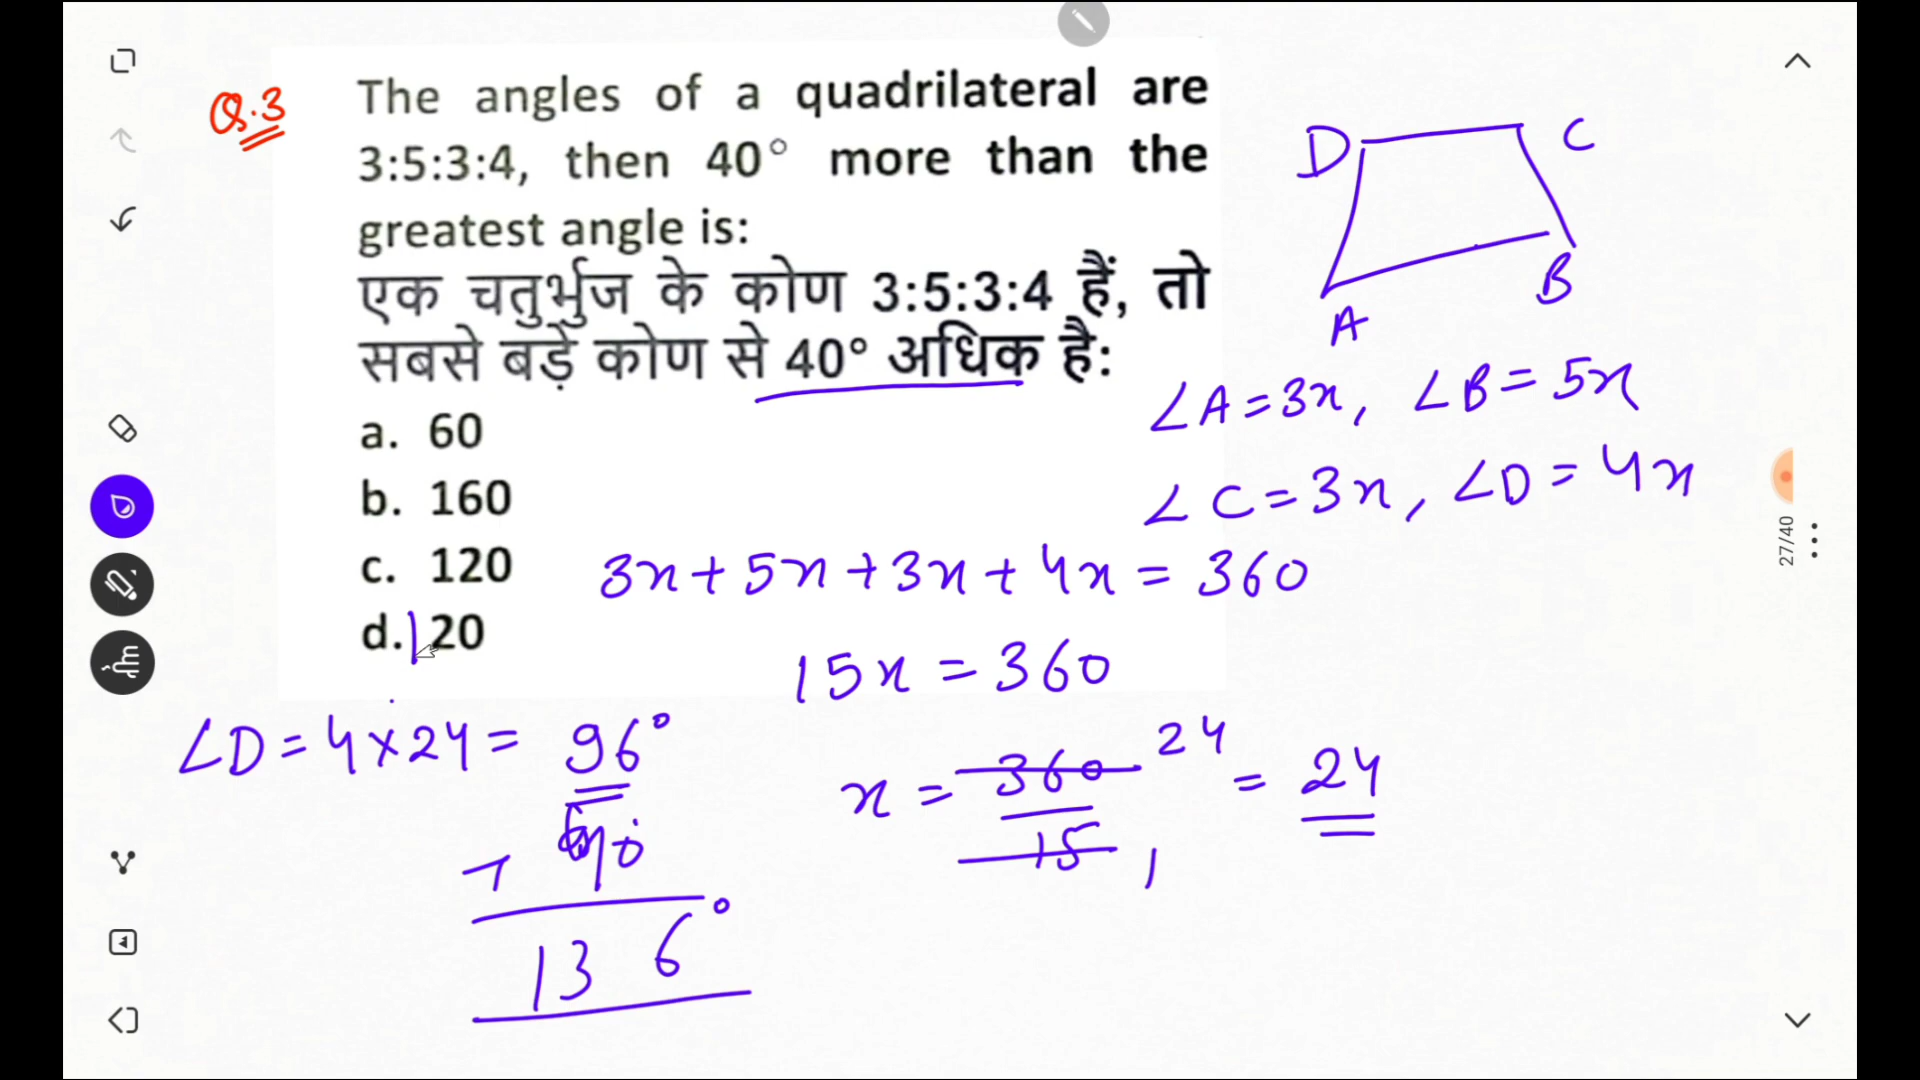 Q.3
The angles of a quadrilateral are
3:5:3:4, then 40° more than the
greatest angle is:
एक चतुर्भुज के कोण 3:5:3:4 हैं, तो
सबसे बड़े कोण से 40° अधिक है:
a. 60
b. 160
c. 120
d. 120
D C
A B
∠A=3x, ∠B=5x
∠C=3x, ∠D=4x
3x+5x+3x+4x=360
15x=360
x=360/15 24 = 24
∠D=4×24=96°
+ 40
136°
27/40